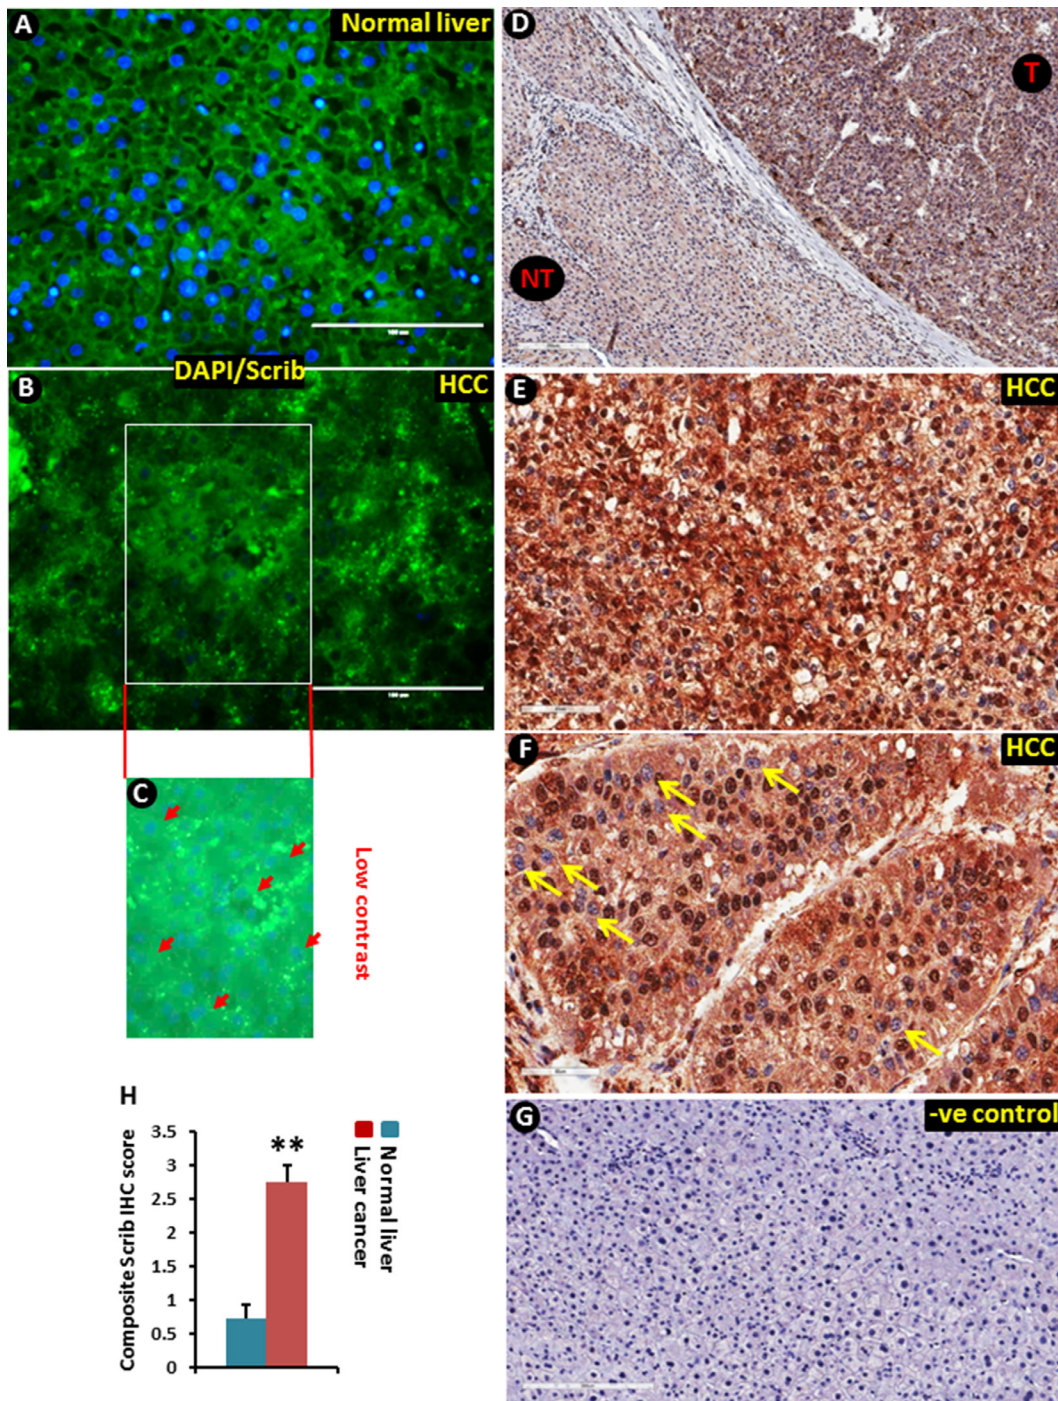 A
Normal liver
DAPI/Scrib
B
HCC
C
Low contrast
H
Composite Scrib IHC score
3.5
3
2.5
2
1.5
1
0.5
0
**
Normal liver
Liver cancer
D
T
NT
E
HCC
F
HCC
G
-ve control